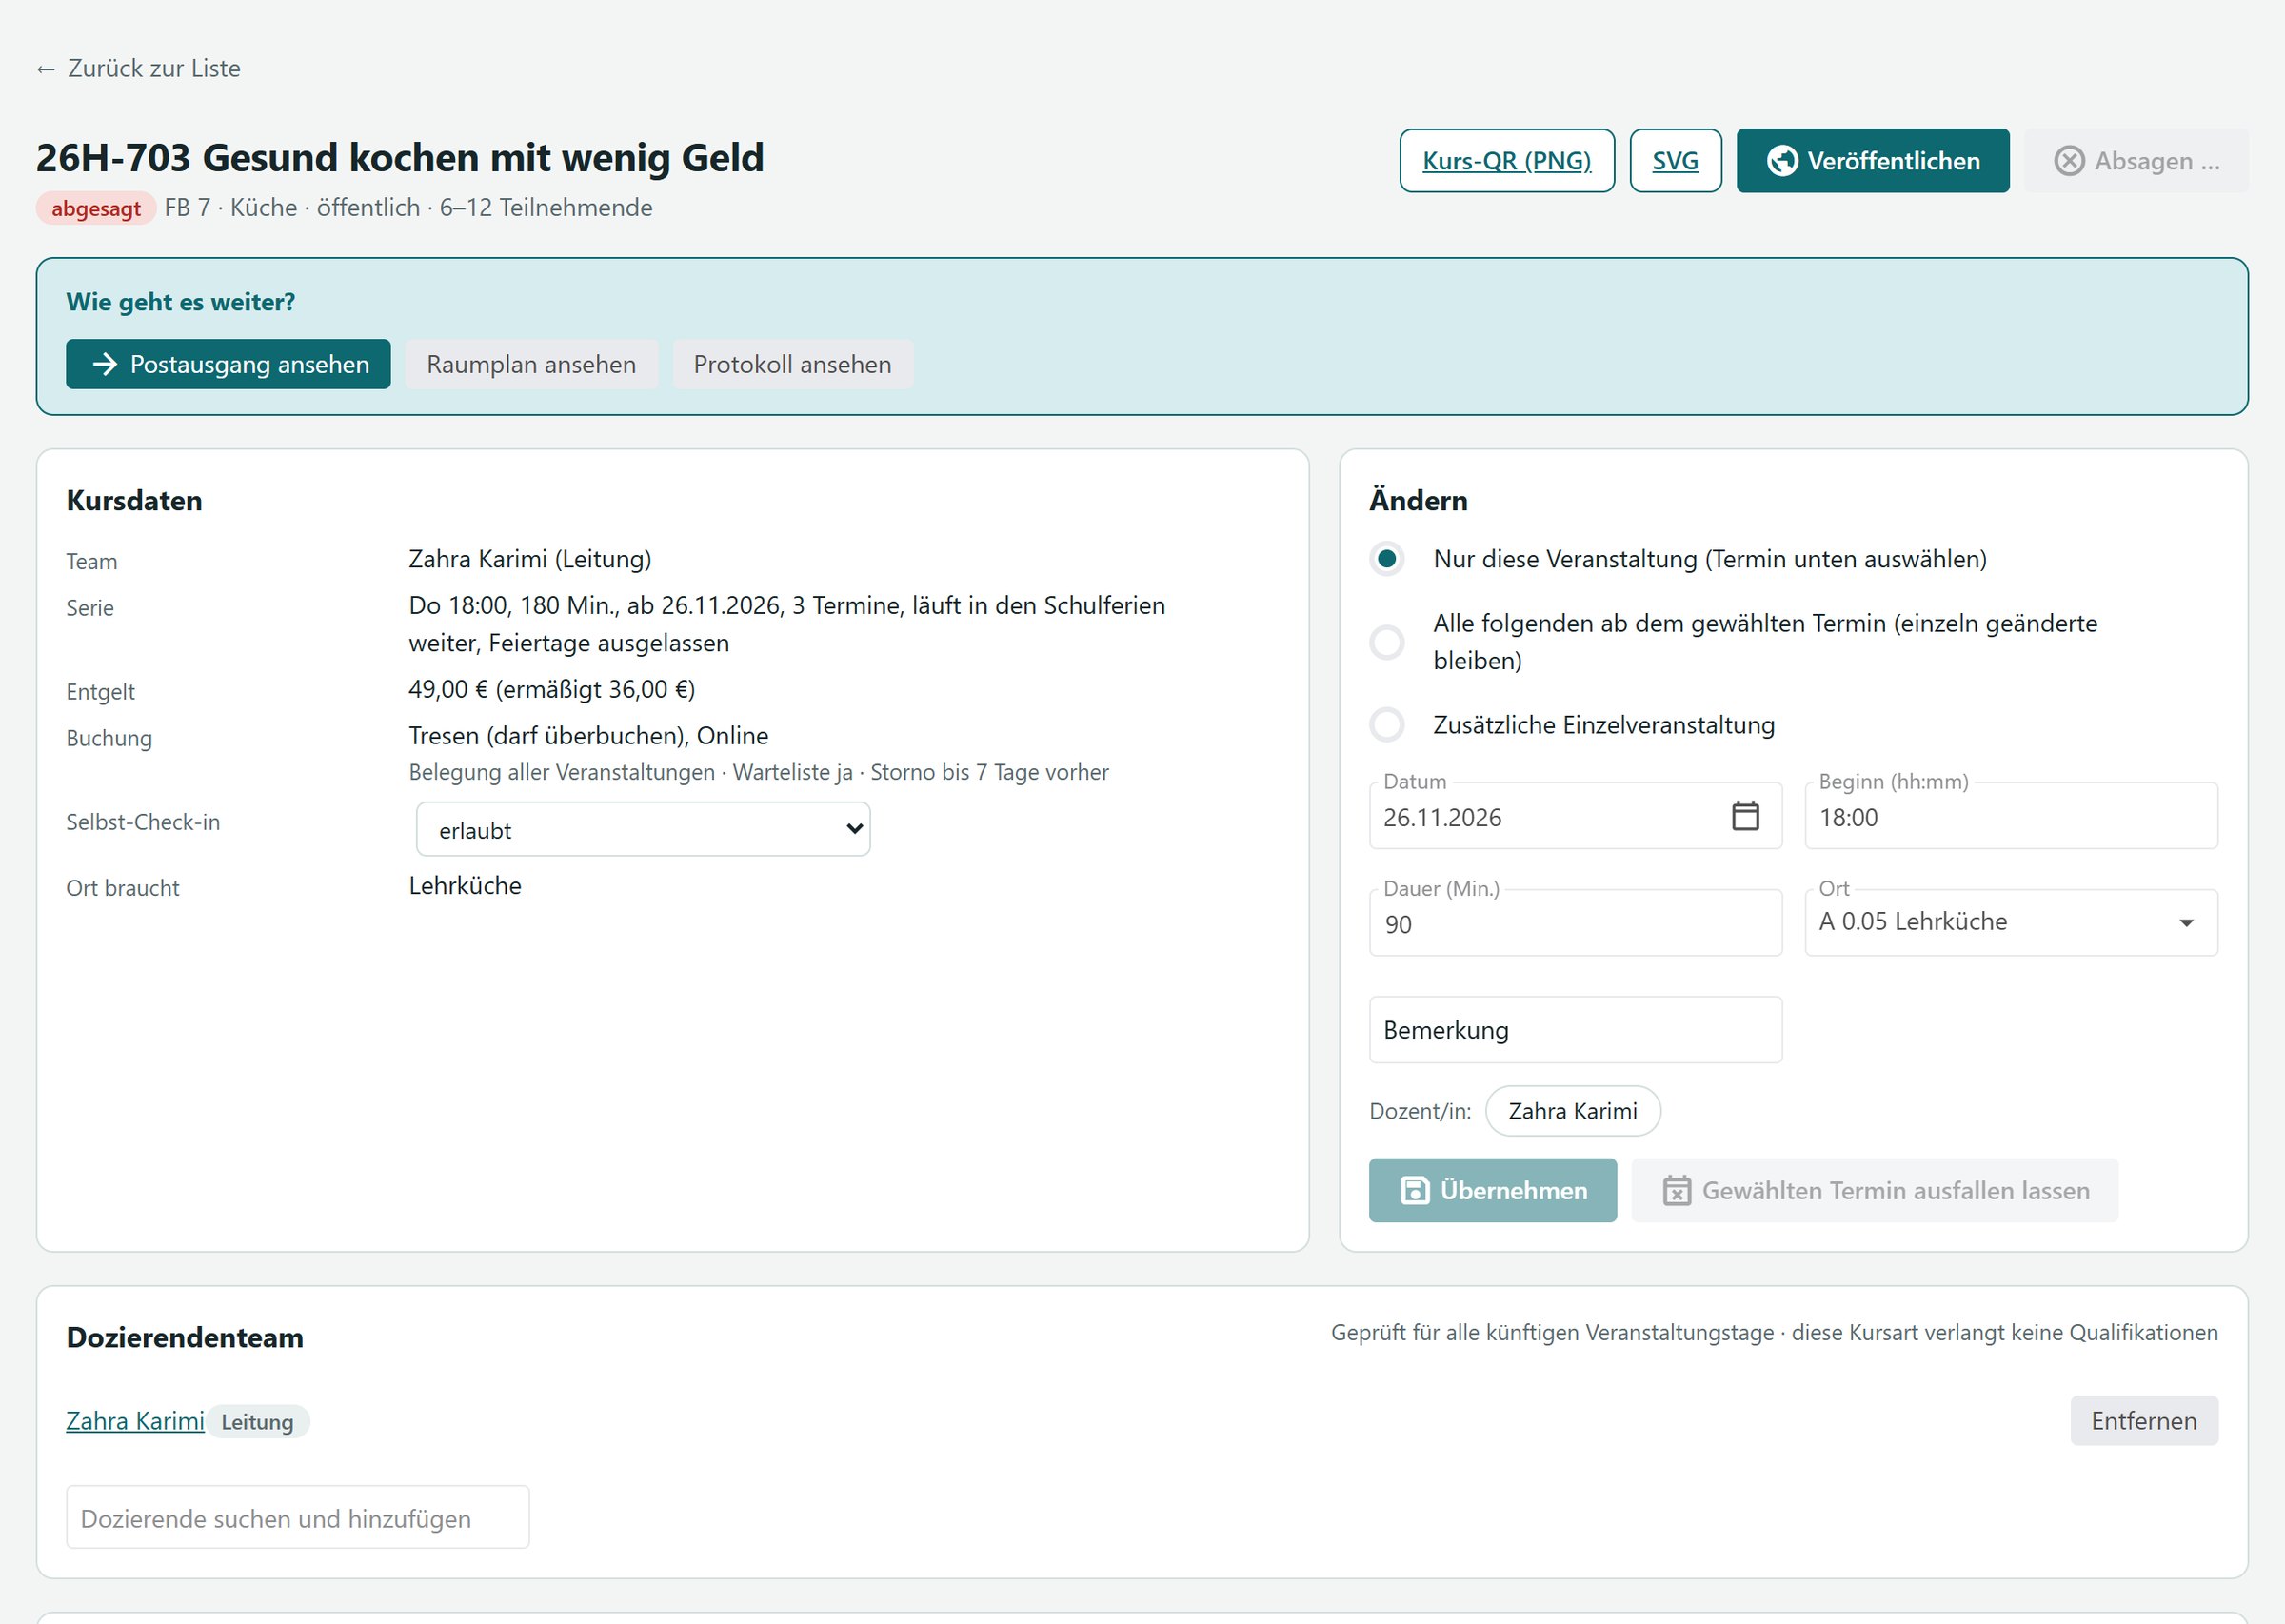 ← Zurück zur Liste
26H-703 Gesund kochen mit wenig Geld
Kurs-QR (PNG)
SVG
Veröffentlichen
Absagen ...
abgesagt FB 7 · Küche · öffentlich · 6–12 Teilnehmende
Wie geht es weiter?
→ Postausgang ansehen
Raumplan ansehen
Protokoll ansehen
Kursdaten
Team
Zahra Karimi (Leitung)
Serie
Do 18:00, 180 Min., ab 26.11.2026, 3 Termine, läuft in den Schulferien
weiter, Feiertage ausgelassen
Entgelt
49,00 € (ermäßigt 36,00 €)
Buchung
Tresen (darf überbuchen), Online
Belegung aller Veranstaltungen · Warteliste ja · Storno bis 7 Tage vorher
Selbst-Check-in
erlaubt
Ort braucht
Lehrküche
Ändern
Nur diese Veranstaltung (Termin unten auswählen)
Alle folgenden ab dem gewählten Termin (einzeln geänderte
bleiben)
Zusätzliche Einzelveranstaltung
Datum
26.11.2026
Beginn (hh:mm)
18:00
Dauer (Min.)
90
Ort
A 0.05 Lehrküche
Bemerkung
Dozent/in: Zahra Karimi
Übernehmen
Gewählten Termin ausfallen lassen
Dozierendenteam
Geprüft für alle künftigen Veranstaltungstage · diese Kursart verlangt keine Qualifikationen
Zahra Karimi Leitung
Entfernen
Dozierende suchen und hinzufügen